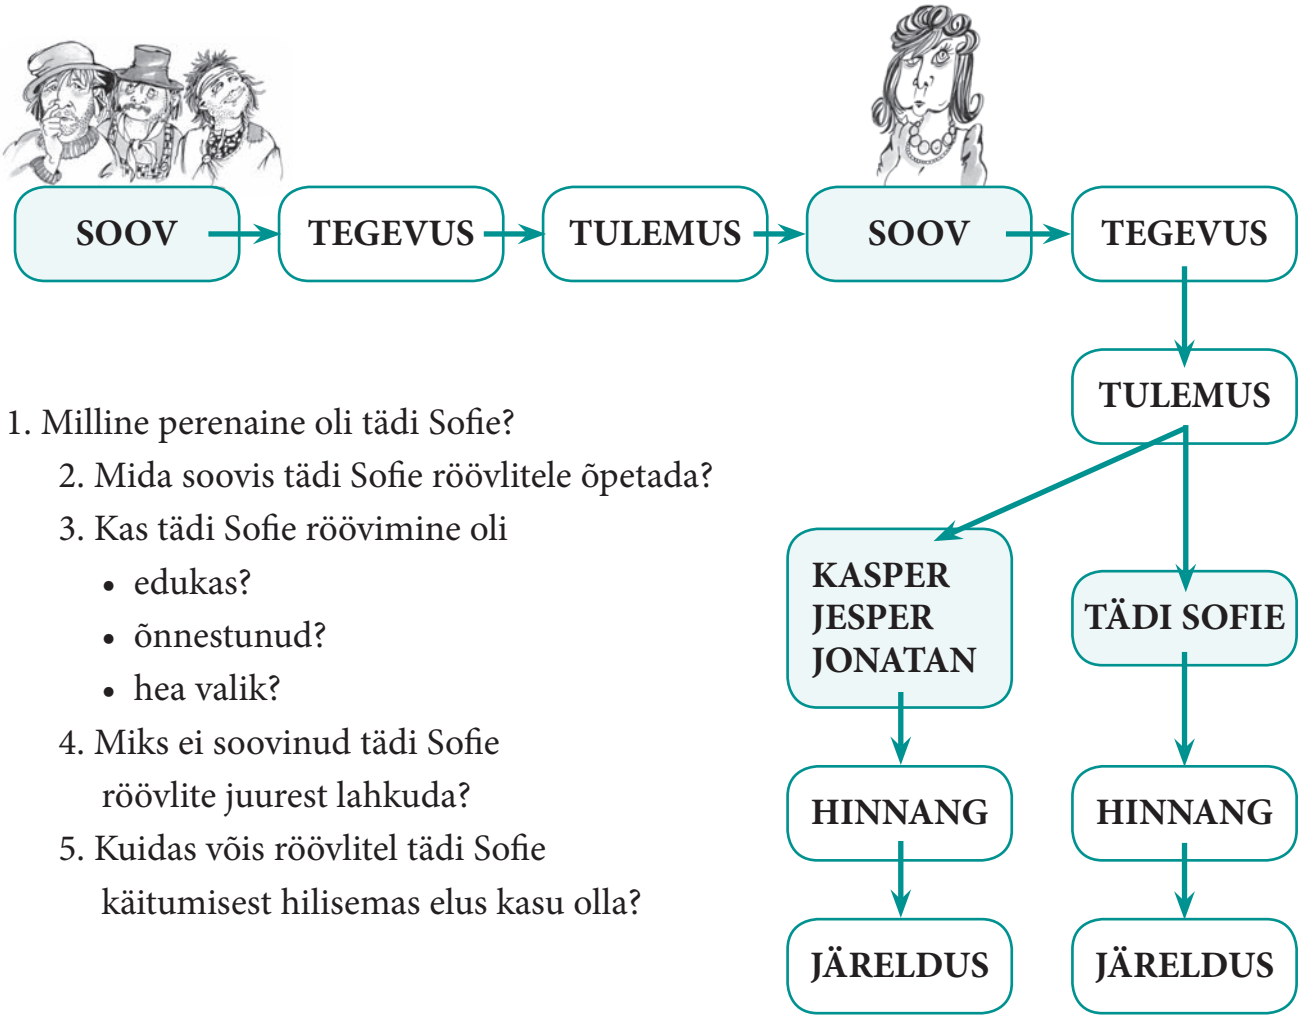 SOOV
TEGEVUS
TULEMUS
SOOV
TEGEVUS
TULEMUS
1. Milline perenaine oli tädi Sofie?
2. Mida soovis tädi Sofie röövlitele õpetada?
3. Kas tädi Sofie röövimine oli
• edukas?
• õnnestunud?
• hea valik?
4. Miks ei soovinud tädi Sofie
röövlite juurest lahkuda?
5. Kuidas võis röövlitel tädi Sofie
käitumisest hilisemas elus kasu olla?
KASPER
JESPER
JONATAN
TÄDI SOFIE
HINNANG
HINNANG
JÄRELDUS
JÄRELDUS